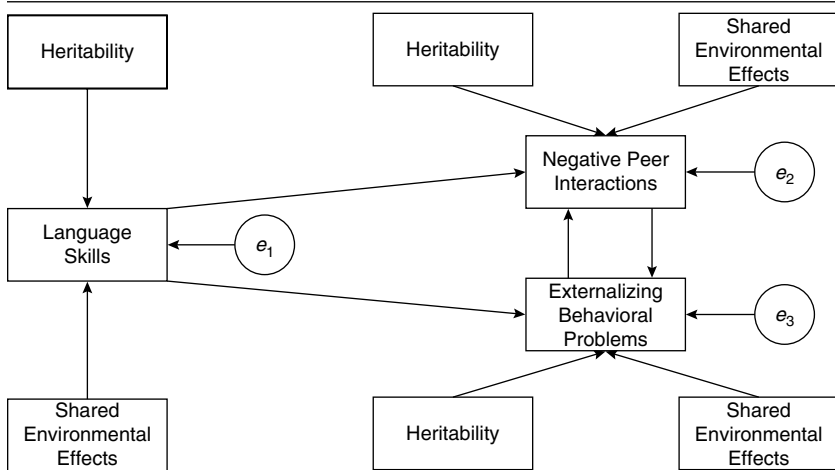 Heritability
Heritability
Shared
Environmental
Effects
Negative Peer
Interactions
e2
Language
Skills
e1
Externalizing
Behavioral
Problems
e3
Shared
Environmental
Effects
Heritability
Shared
Environmental
Effects